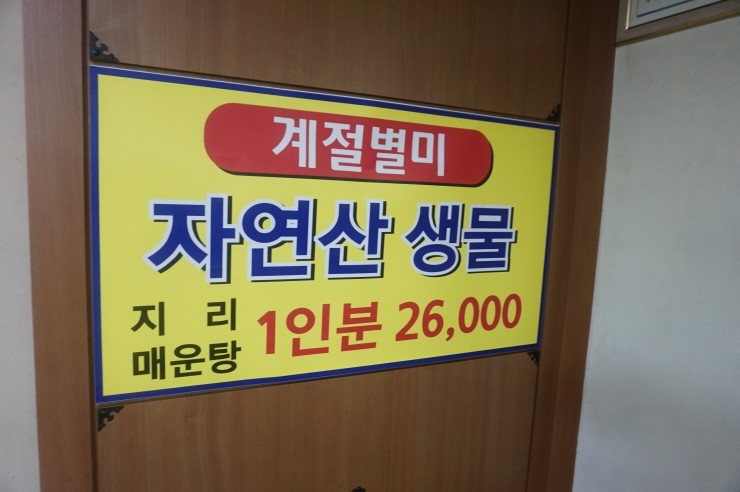 계절별미
자연산 생물
지 리
매운탕
1인분 26,000